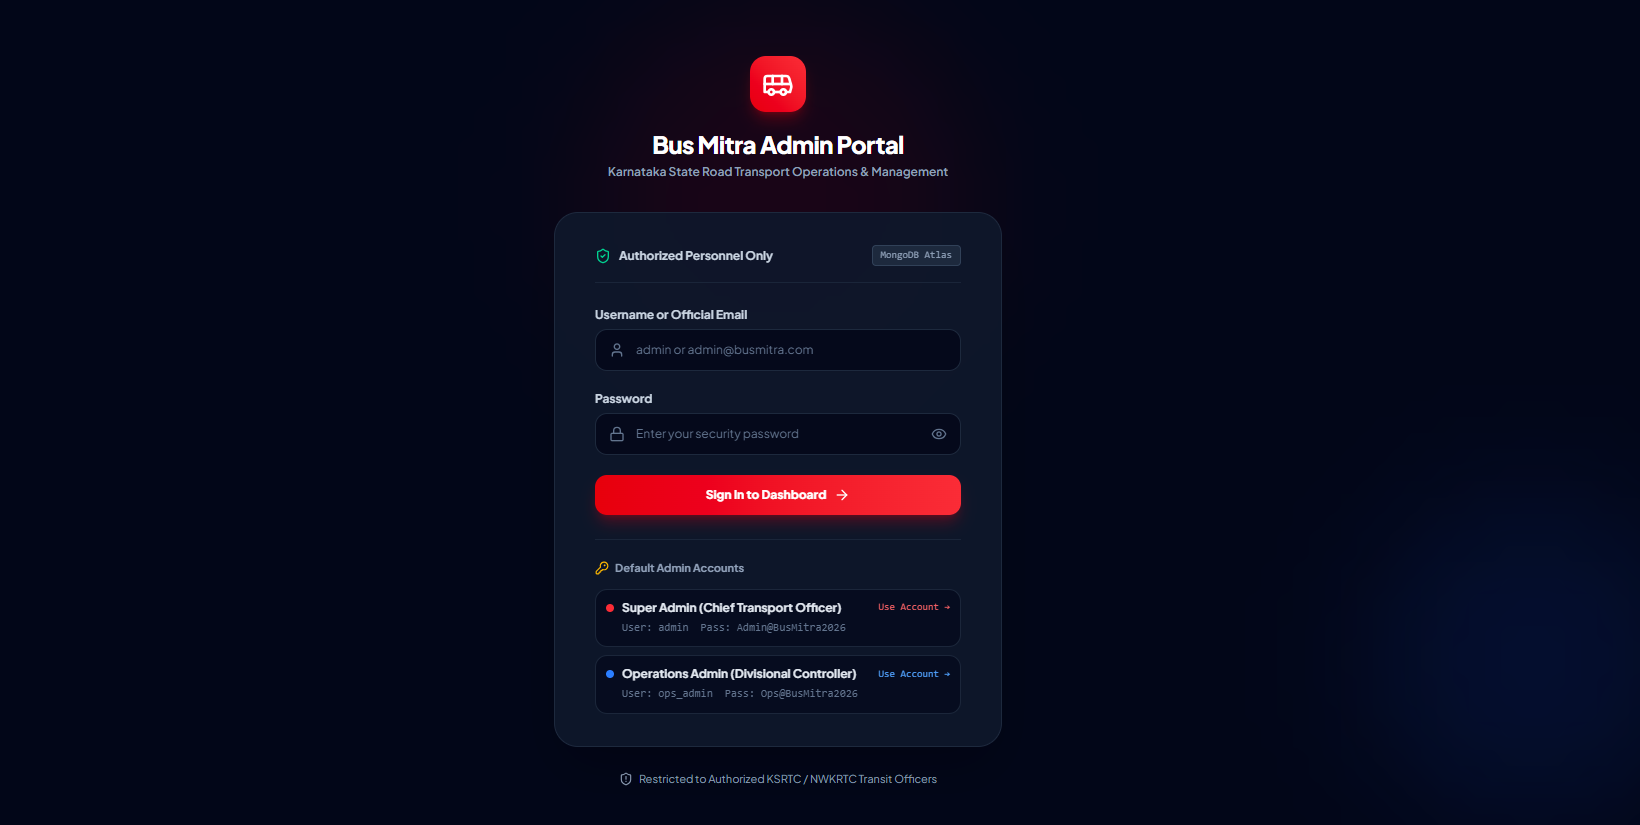 Bus Mitra Admin Portal
Karnataka State Road Transport Operations & Management
Authorized Personnel Only
MongoDB Atlas
Username or Official Email
admin or admin@busmitra.com
Password
Enter your security password
Sign In to Dashboard →
Default Admin Accounts
Super Admin (Chief Transport Officer)
Use Account →
User: admin Pass: Admin@BusMitra2026
Operations Admin (Divisional Controller)
Use Account →
User: ops_admin Pass: Ops@BusMitra2026
Restricted to Authorized KSRTC / NWKRTC Transit Officers